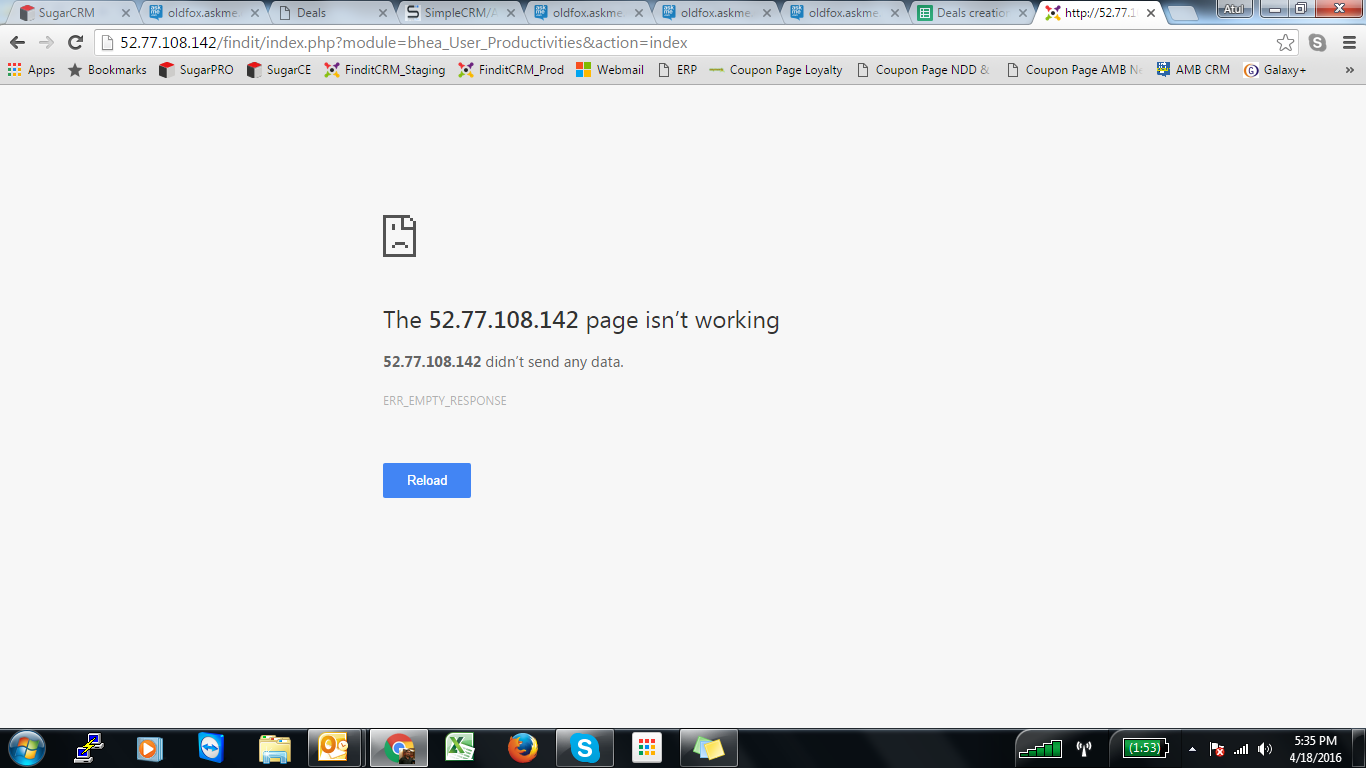 SugarCRM
oldfox.askme
Deals
SimpleCRM/
oldfox.askme
oldfox.askme
oldfox.askme
Deals creation
http://52.77.1
Atul
52.77.108.142/findit/index.php?module=bhea_User_Productivities&action=index
Apps
Bookmarks
SugarPRO
SugarCE
FinditCRM_Staging
FinditCRM_Prod
Webmail
ERP
Coupon Page Loyalty
Coupon Page NDD &
Coupon Page AMB Ne
AMB CRM
Galaxy+
»
The 52.77.108.142 page isn't working
52.77.108.142 didn't send any data.
ERR_EMPTY_RESPONSE
Reload
(1:53)
5:35 PM
4/18/2016